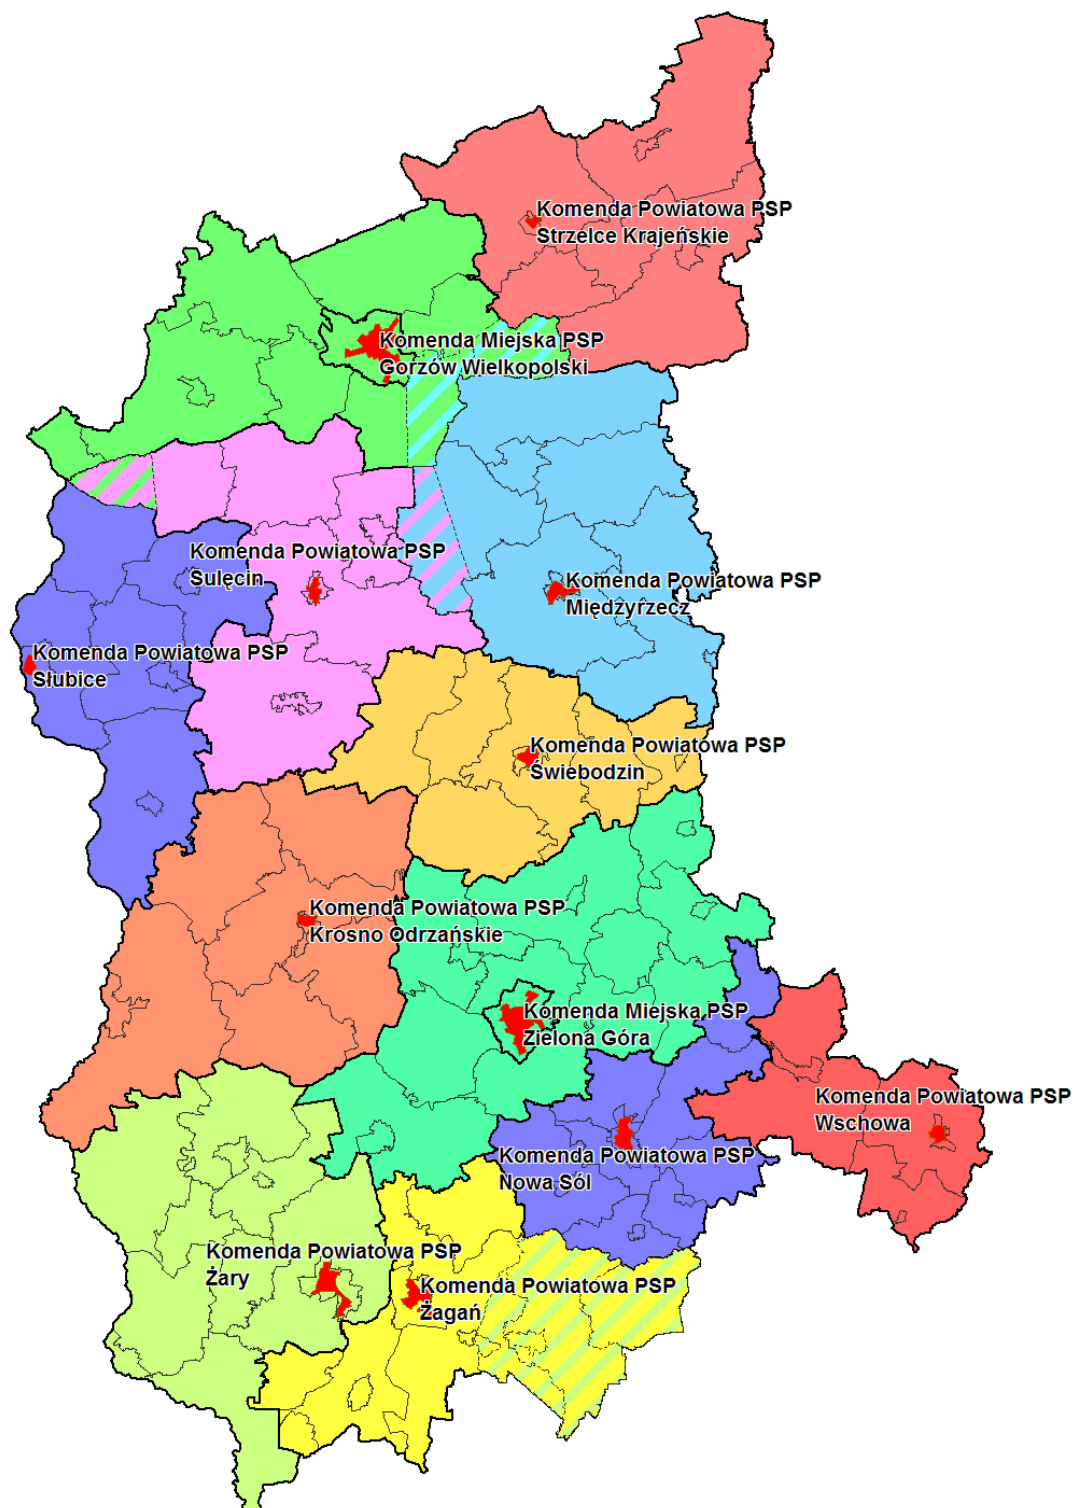 Komenda Powiatowa PSP
Strzelce Krajeńskie
Komenda Miejska PSP
Gorzów Wielkopolski
Komenda Powiatowa PSP
Sulęcin
Komenda Powiatowa PSP
Międzyrzecz
Komenda Powiatowa PSP
Słubice
Komenda Powiatowa PSP
Świebodzin
Komenda Powiatowa PSP
Krosno Odrzańskie
Komenda Miejska PSP
Zielona Góra
Komenda Powiatowa PSP
Wschowa
Komenda Powiatowa PSP
Nowa Sól
Komenda Powiatowa PSP
Żary
Komenda Powiatowa PSP
Żagań